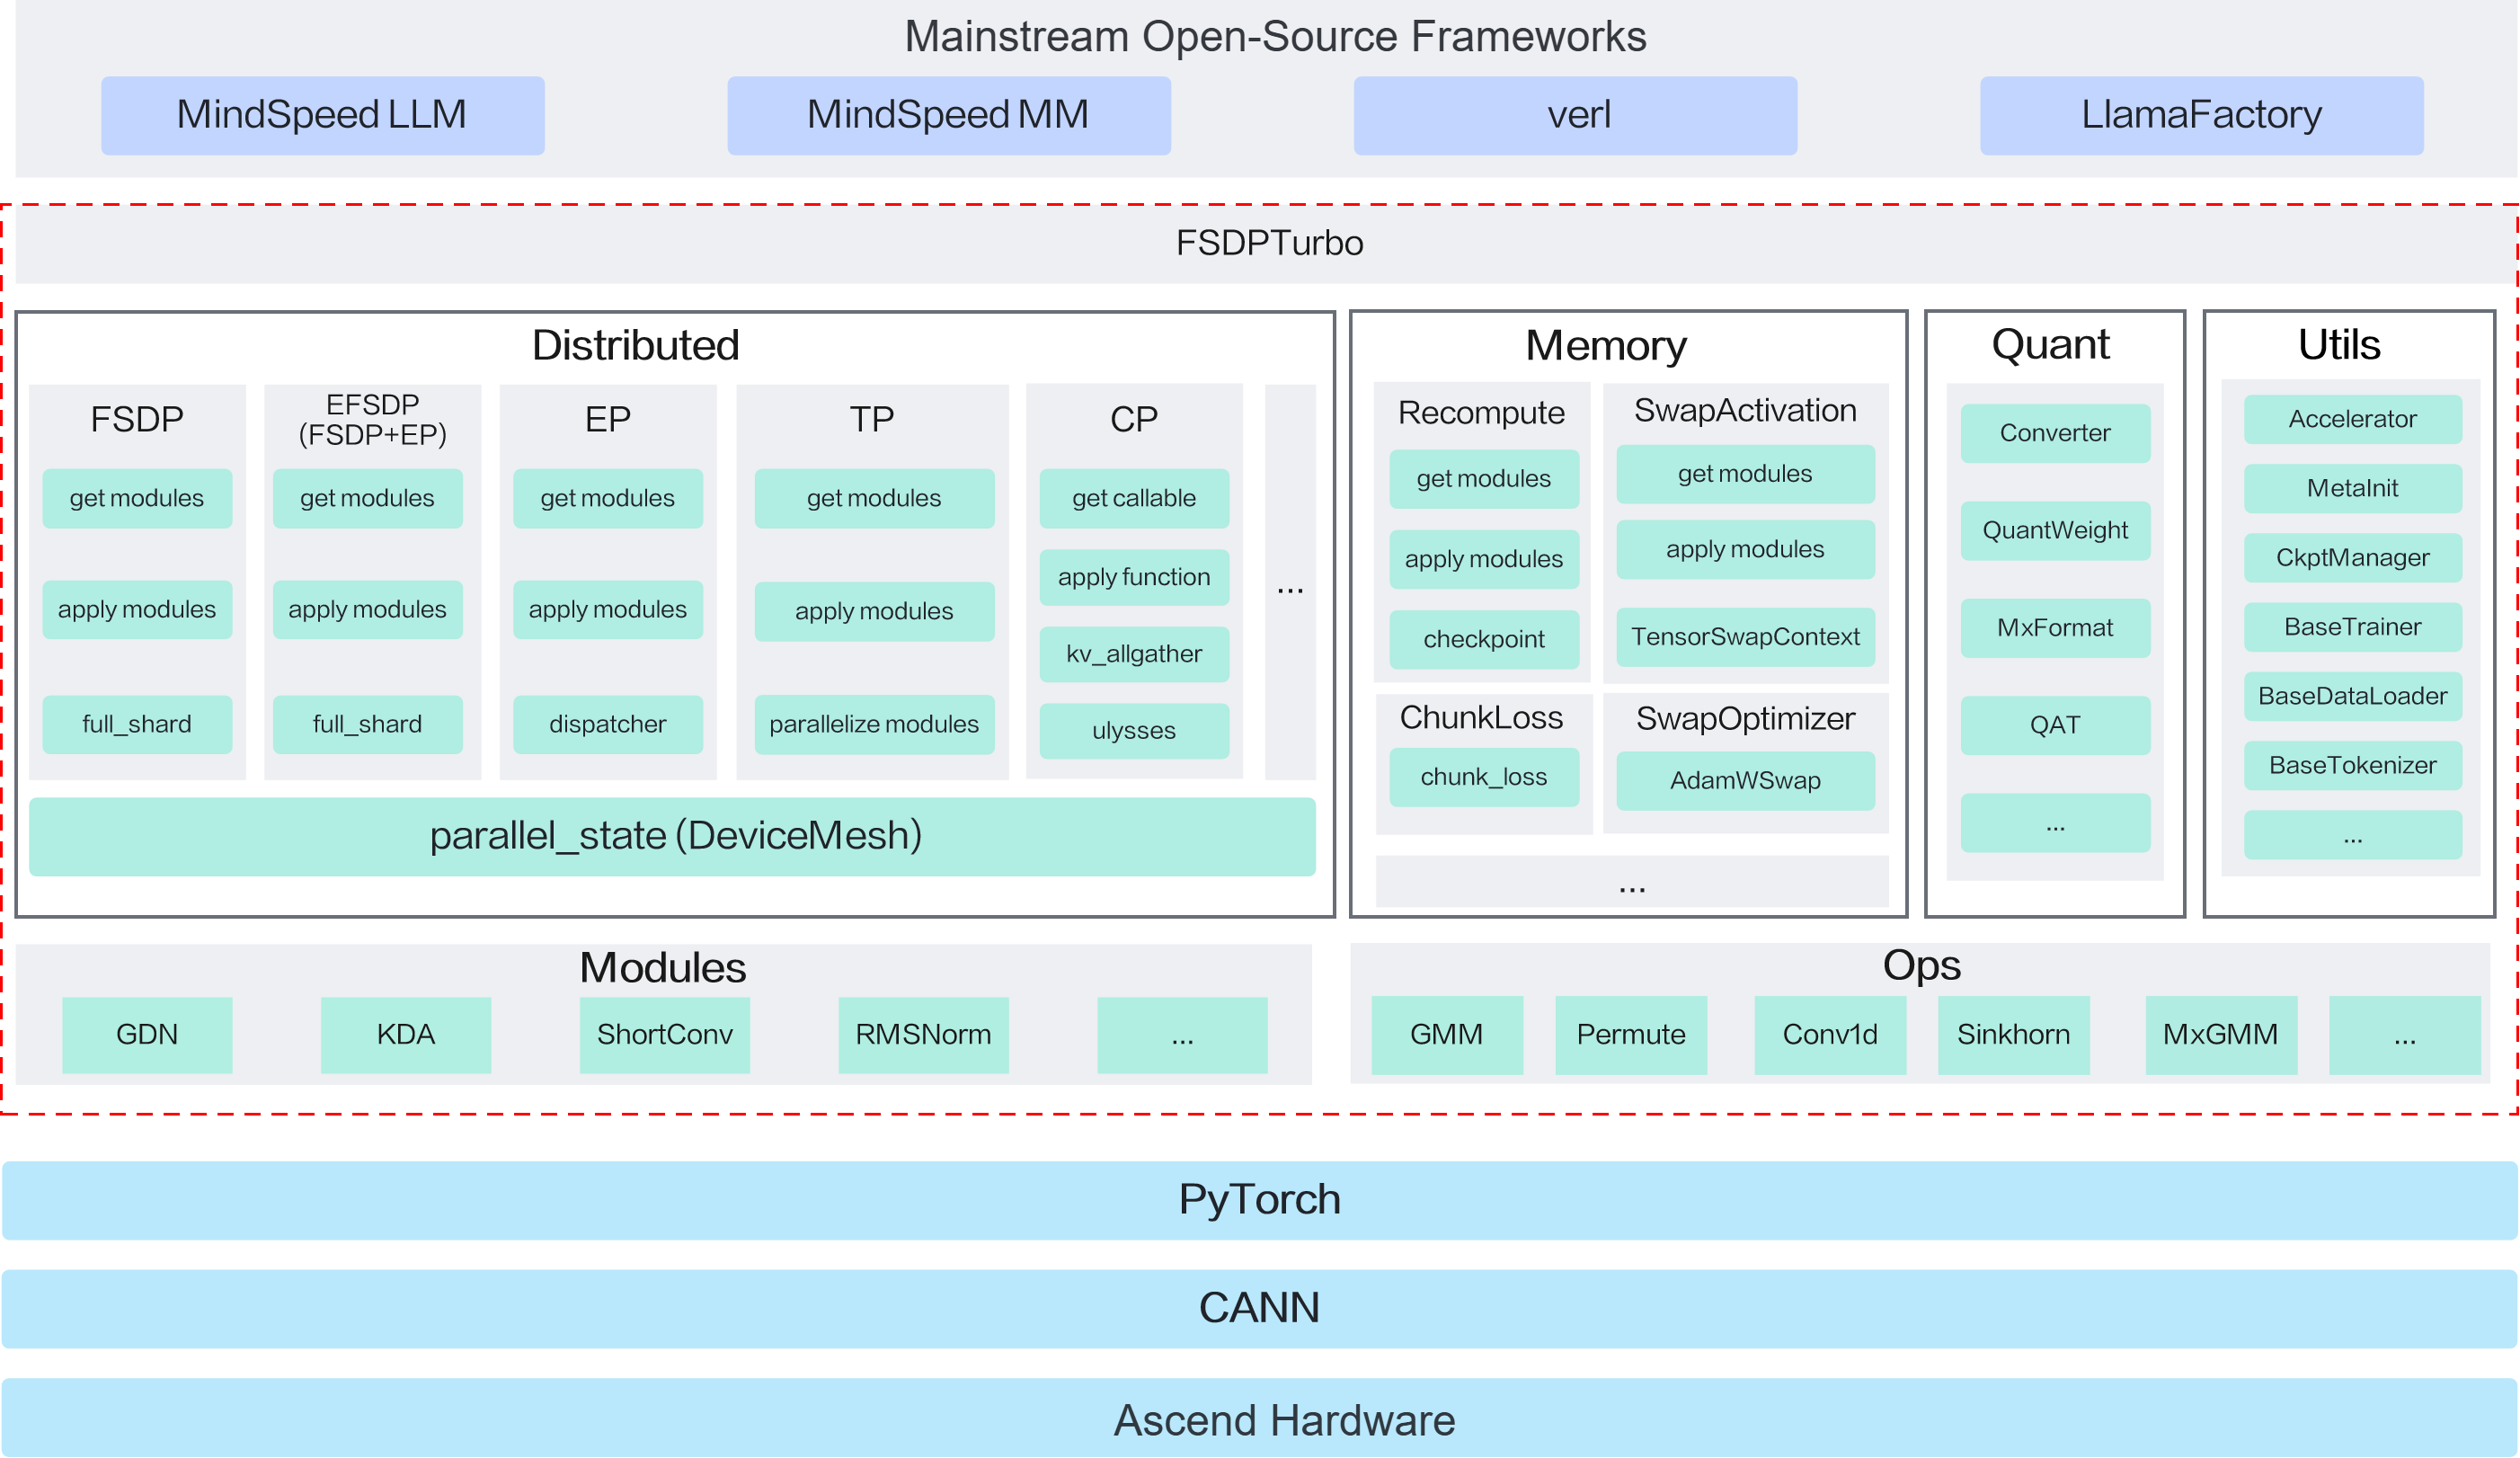 Mainstream Open-Source Frameworks
MindSpeed LLM
MindSpeed MM
verl
LlamaFactory
FSDPTurbo
Distributed
FSDP
get modules
apply modules
full_shard
EFSDP
(FSDP+EP)
get modules
apply modules
full_shard
EP
get modules
apply modules
dispatcher
TP
get modules
apply modules
parallelize modules
CP
get callable
apply function
kv_allgather
ulysses
...
parallel_state (DeviceMesh)
Memory
Recompute
get modules
apply modules
checkpoint
SwapActivation
get modules
apply modules
TensorSwapContext
ChunkLoss
chunk_loss
SwapOptimizer
AdamWSwap
...
Quant
Converter
QuantWeight
MxFormat
QAT
...
Utils
Accelerator
MetaInit
CkptManager
BaseTrainer
BaseDataLoader
BaseTokenizer
...
Modules
GDN
KDA
ShortConv
RMSNorm
...
Ops
GMM
Permute
Conv1d
Sinkhorn
MxGMM
...
PyTorch
CANN
Ascend Hardware